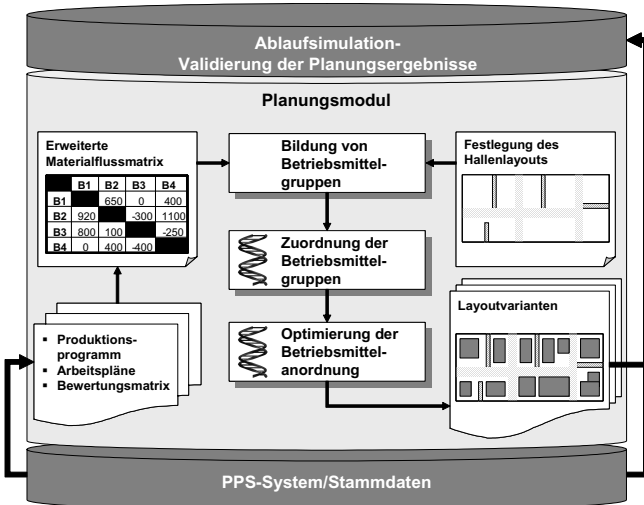 Ablaufsimulation-
Validierung der Planungsergebnisse
Planungsmodul
Erweiterte
Materialflussmatrix
B1 B2 B3 B4
B1 650 0 400
B2 920 -300 1100
B3 800 100 -250
B4 0 400 -400
Bildung von
Betriebsmittel-
gruppen
Festlegung des
Hallenlayouts
Zuordnung der
Betriebsmittel-
gruppen
▪ Produktions-
programm
▪ Arbeitspläne
▪ Bewertungsmatrix
Optimierung der
Betriebsmittel-
anordnung
Layoutvarianten
PPS-System/Stammdaten